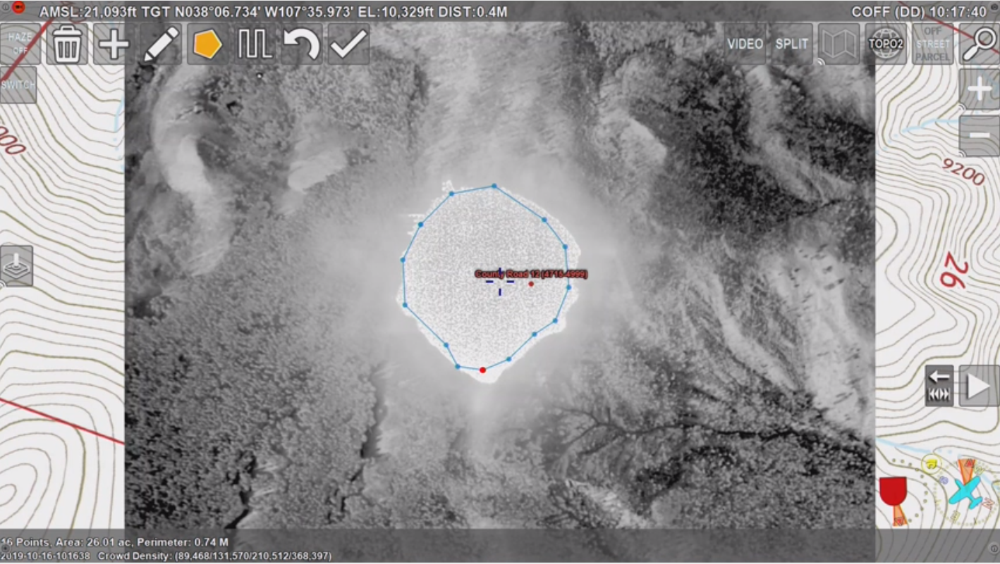 AMSL:21,093ft TGT N038°06.734' W107°35.973' EL:10,329ft DIST:0.4M
COFF (DD) 10:17:40
HAZE
OFF
VIDEO
SPLIT
TOPO2
OFF
STREET
PARCEL
SWITCH
9200
County Road 12 (4715-4999)
26
16 Points, Area: 26.01 ac, Perimeter: 0.74 M
2019-10-16-101638 Crowd Density: (89,468/131,570/210,512/368,397)